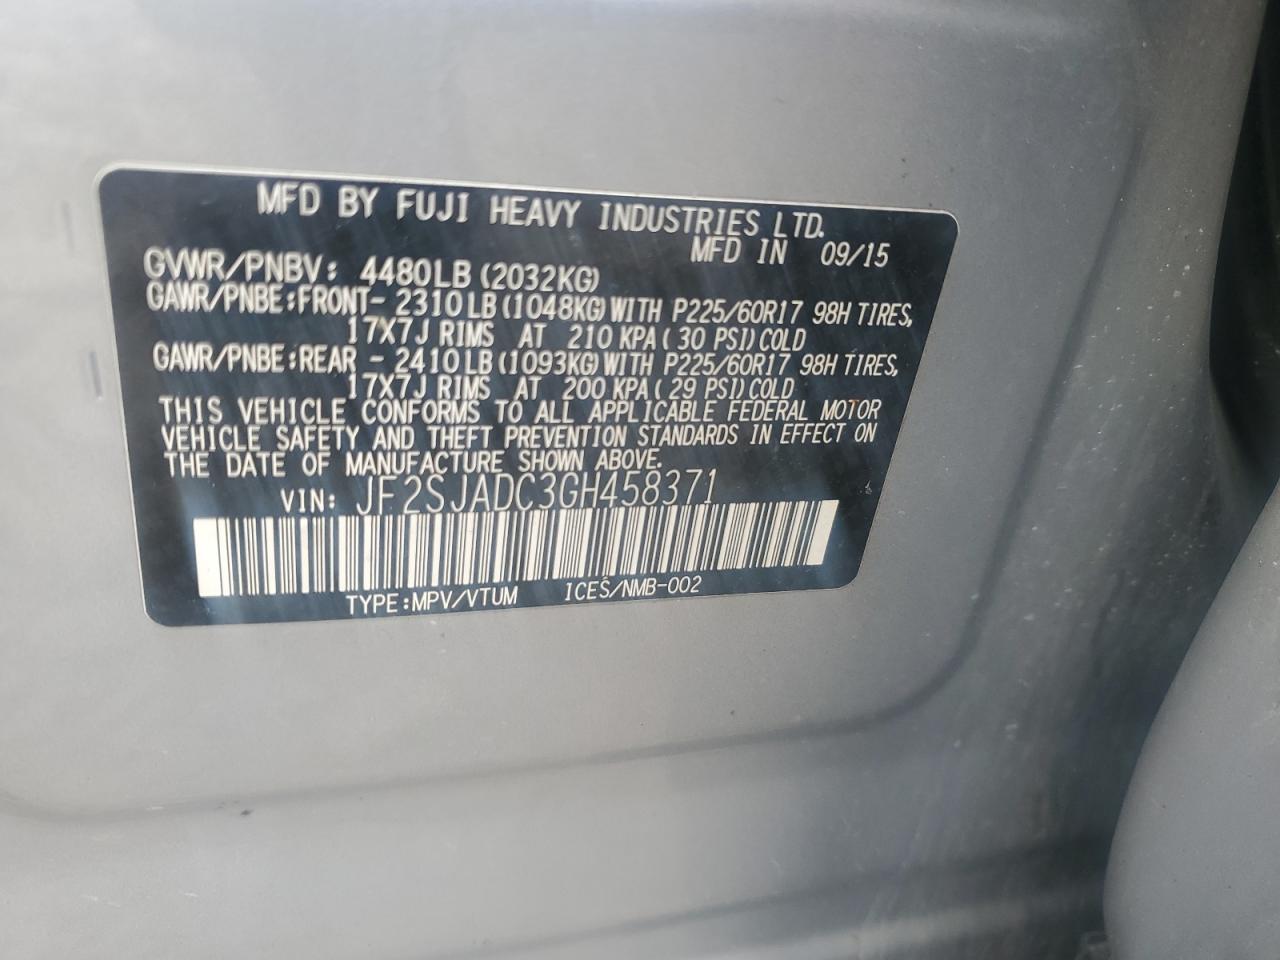 MFD BY FUJI HEAVY INDUSTRIES LTD.
MFD IN 09/15
GVWR/PNBV: 4480LB (2032KG)
GAWR/PNBE:FRONT- 2310LB (1048KG) WITH P225/60R17 98H TIRES,
17X7J RIMS AT 210 KPA ( 30 PSI) COLD
GAWR/PNBE:REAR - 2410LB (1093KG) WITH P225/60R17 98H TIRES,
17X7J RIMS AT 200 KPA ( 29 PSI) COLD
THIS VEHICLE CONFORMS TO ALL APPLICABLE FEDERAL MOTOR
VEHICLE SAFETY AND THEFT PREVENTION STANDARDS IN EFFECT ON
THE DATE OF MANUFACTURE SHOWN ABOVE.
VIN: JF2SJADC3GH458371
TYPE:MPV/VTUM ICES/NMB-002